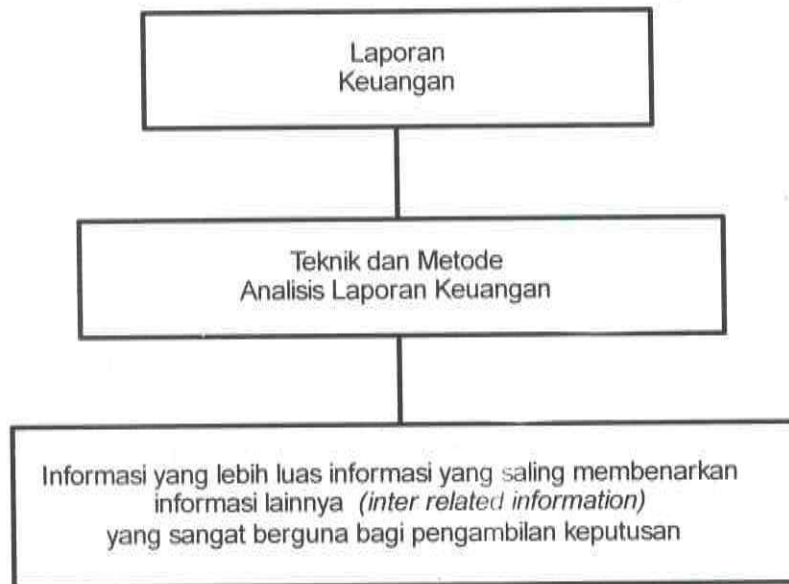 Laporan
Keuangan
Teknik dan Metode
Analisis Laporan Keuangan
Informasi yang lebih luas informasi yang saling membenarkan
informasi lainnya (inter related information)
yang sangat berguna bagi pengambilan keputusan